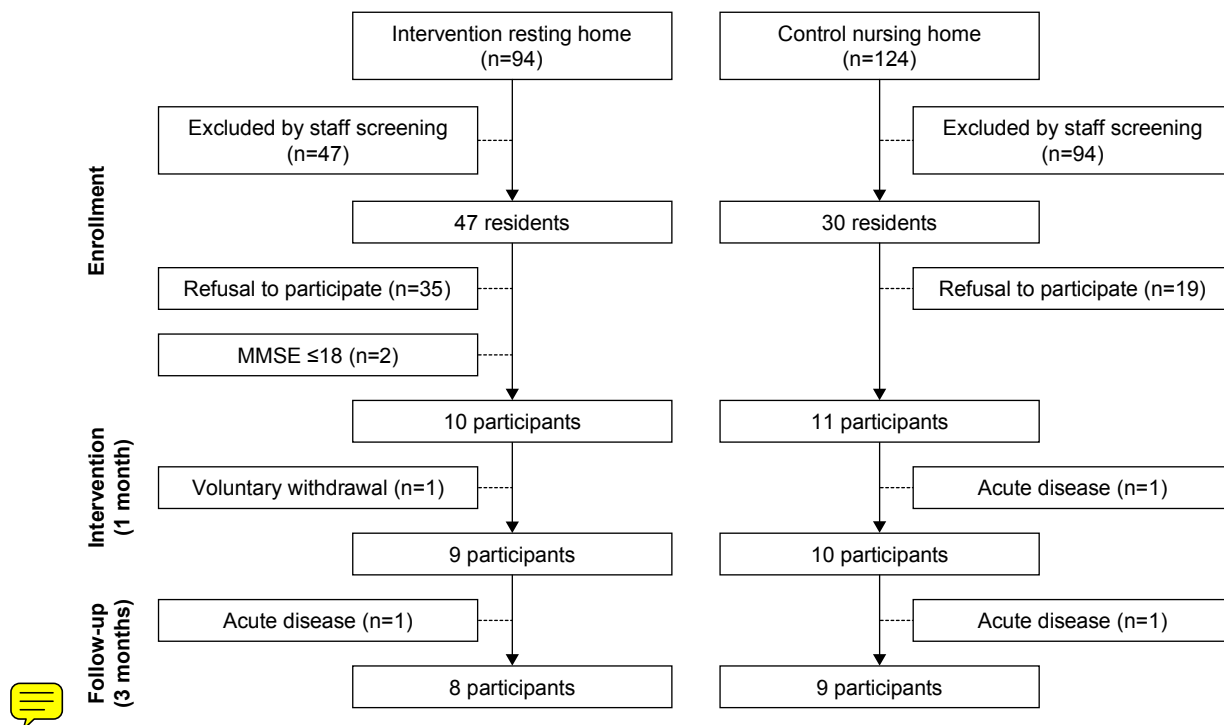 Intervention resting home
(n=94)
Control nursing home
(n=124)
Excluded by staff screening
(n=47)
Excluded by staff screening
(n=94)
Enrollment
47 residents
30 residents
Refusal to participate (n=35)
Refusal to participate (n=19)
MMSE ≤18 (n=2)
10 participants
11 participants
Intervention
(1 month)
Voluntary withdrawal (n=1)
Acute disease (n=1)
9 participants
10 participants
Follow-up
(3 months)
Acute disease (n=1)
Acute disease (n=1)
8 participants
9 participants